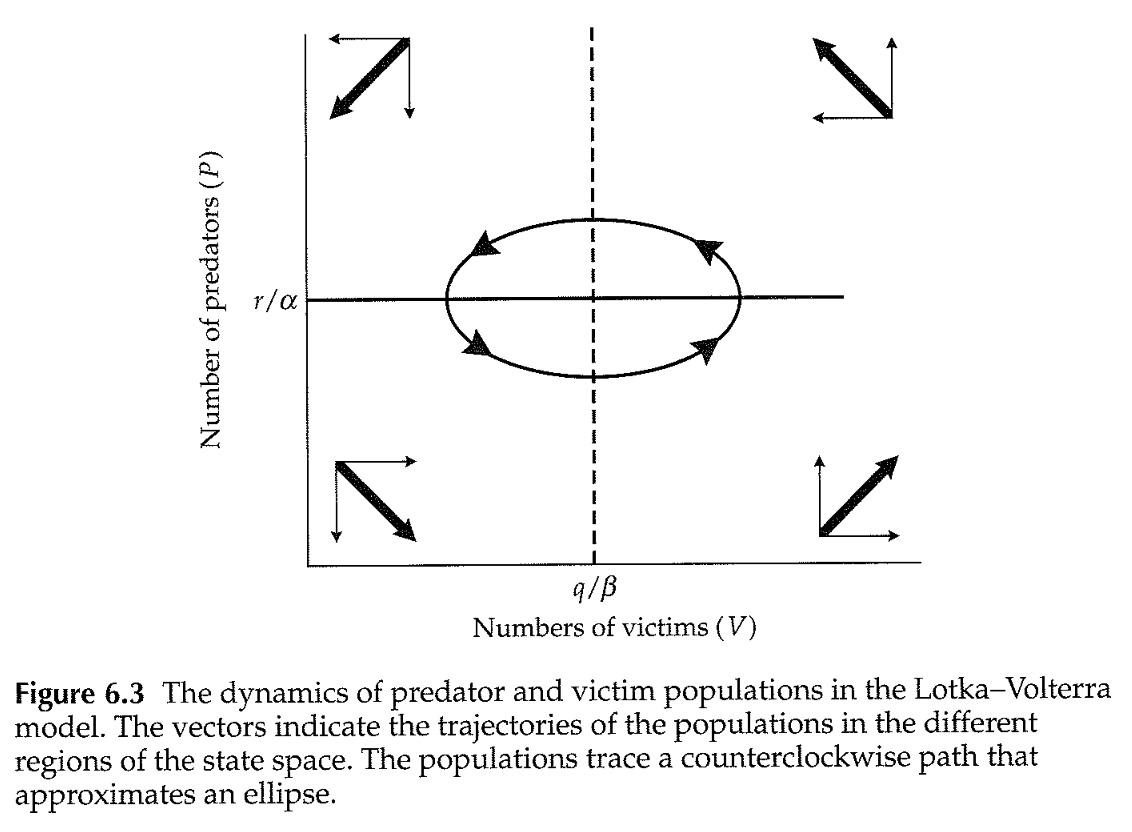 Number of predators (P)
r/α
q/β
Numbers of victims (V)
Figure 6.3 The dynamics of predator and victim populations in the Lotka–Volterra
model. The vectors indicate the trajectories of the populations in the different
regions of the state space. The populations trace a counterclockwise path that
approximates an ellipse.